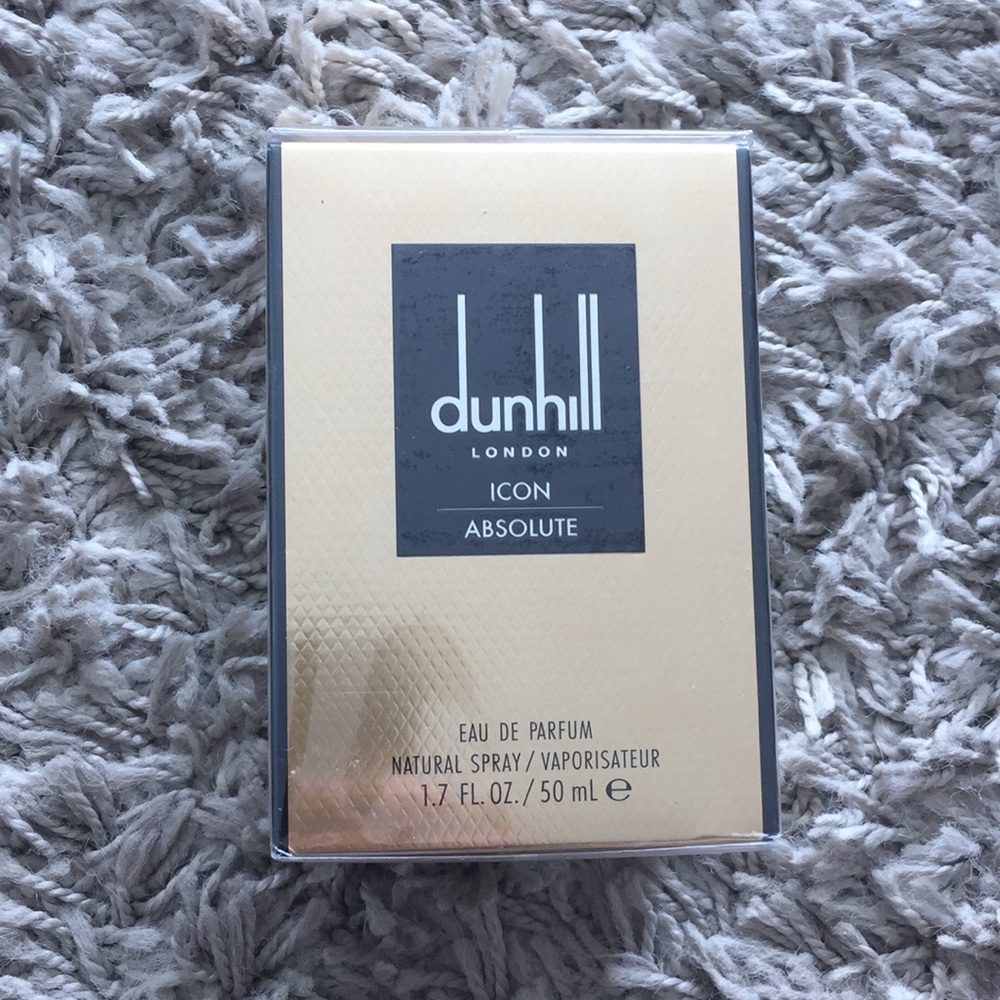 dunhill
LONDON
ICON
ABSOLUTE
EAU DE PARFUM
NATURAL SPRAY / VAPORISATEUR
1.7 FL. OZ. / 50 mL ℮